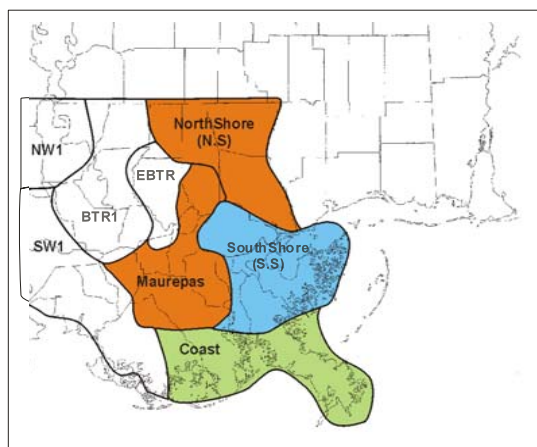 NorthShore
(N.S)
NW1
EBTR
BTR1
SW1
SouthShore
(S.S)
Maurepas
Coast